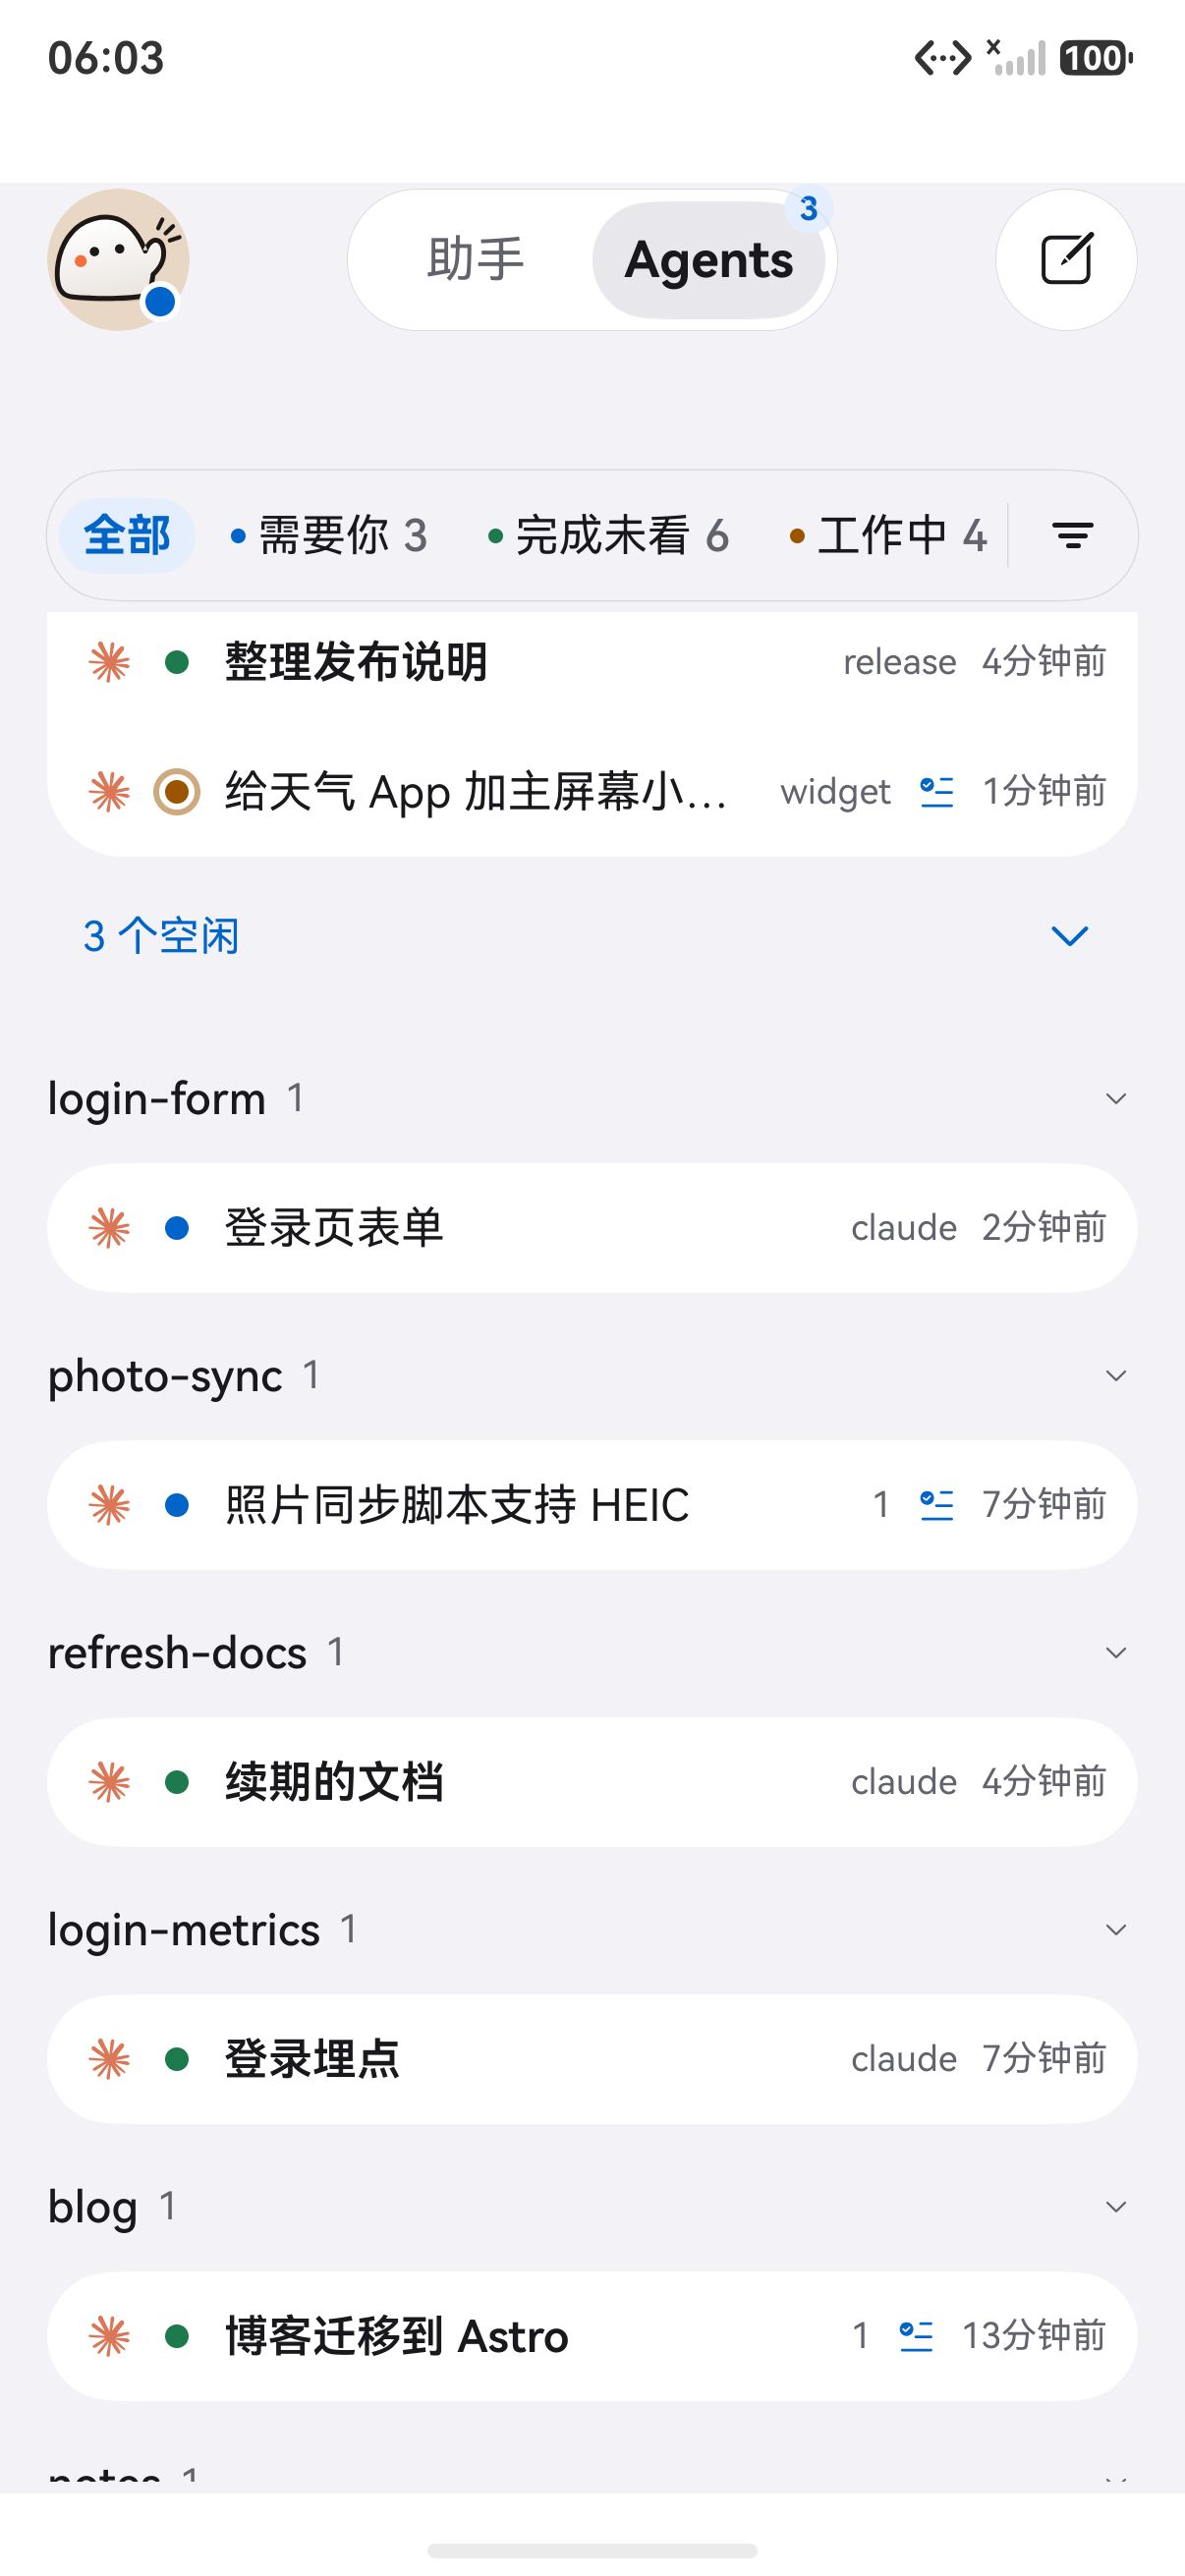 06:03
100
助手 Agents 3
全部 需要你 3 完成未看 6 工作中 4
整理发布说明 release 4分钟前
给天气 App 加主屏幕小… widget 1分钟前
3 个空闲
login-form 1
登录页表单 claude 2分钟前
photo-sync 1
照片同步脚本支持 HEIC 1 7分钟前
refresh-docs 1
续期的文档 claude 4分钟前
login-metrics 1
登录埋点 claude 7分钟前
blog 1
博客迁移到 Astro 1 13分钟前
notes 1